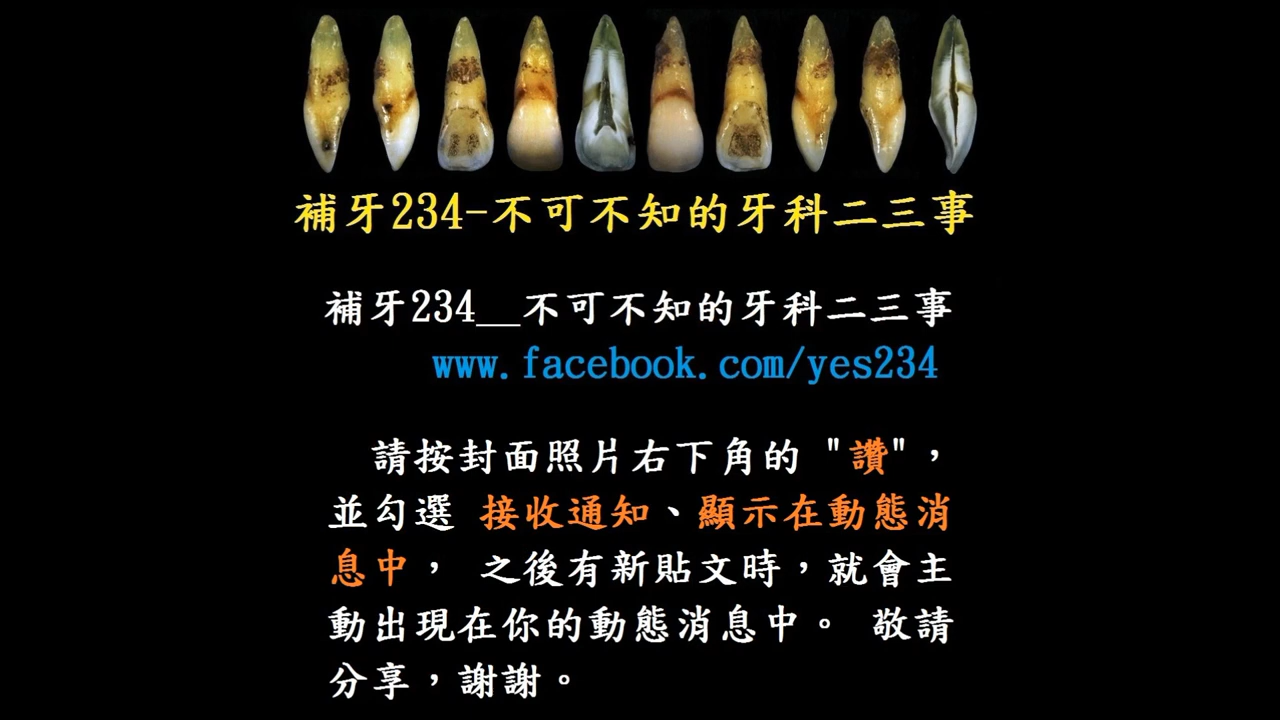 補牙234-不可不知的牙科二三事
補牙234__不可不知的牙科二三事
www.facebook.com/yes234
請按封面照片右下角的 "讚"，
並勾選 接收通知、顯示在動態消
息中， 之後有新貼文時，就會主
動出現在你的動態消息中。 敬請
分享，謝謝。